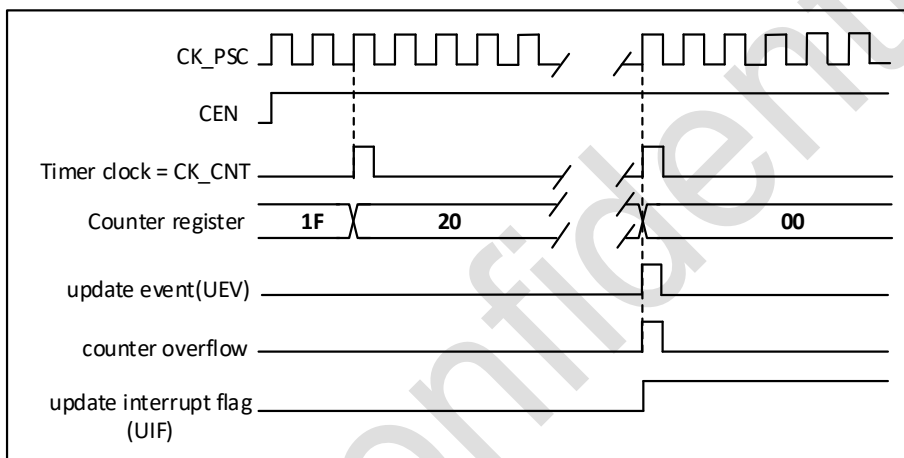 CK_PSC
CEN
Timer clock = CK_CNT
Counter register
1F
20
00
update event(UEV)
counter overflow
update interrupt flag
(UIF)